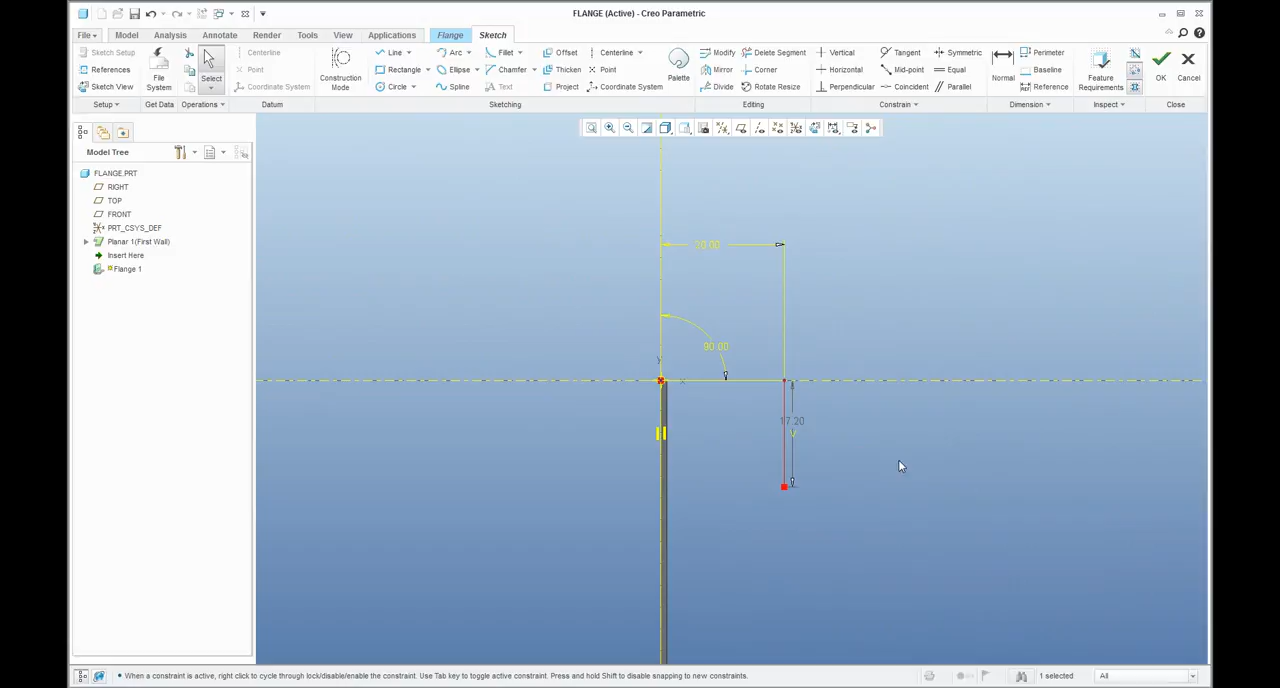 FLANGE (Active) - Creo Parametric
File Model Analysis Annotate Render Tools View Applications Flange Sketch
Sketch Setup
References
Sketch View
Setup
File System
Get Data
Select
Operations
Centerline
Point
Coordinate System
Datum
Construction Mode
Line Arc Fillet Offset Centerline
Rectangle Ellipse Chamfer Thicken Point
Circle Spline Text Project Coordinate System
Palette
Sketching
Modify Delete Segment
Mirror Corner
Divide Rotate Resize
Editing
Vertical Tangent Symmetric
Horizontal Mid-point Equal
Perpendicular Coincident Parallel
Constrain
Normal
Perimeter
Baseline
Reference
Dimension
Feature Requirements
Inspect
OK
Cancel
Close
Model Tree
FLANGE.PRT
RIGHT
TOP
FRONT
PRT_CSYS_DEF
Planar 1(First Wall)
Insert Here
Flange 1
30.00
90.00
Y
X
17.20
V
When a constraint is active, right click to cycle through lock/disable/enable the constraint. Use Tab key to toggle active constraint. Press and hold Shift to disable snapping to new constraints.
1 selected
All